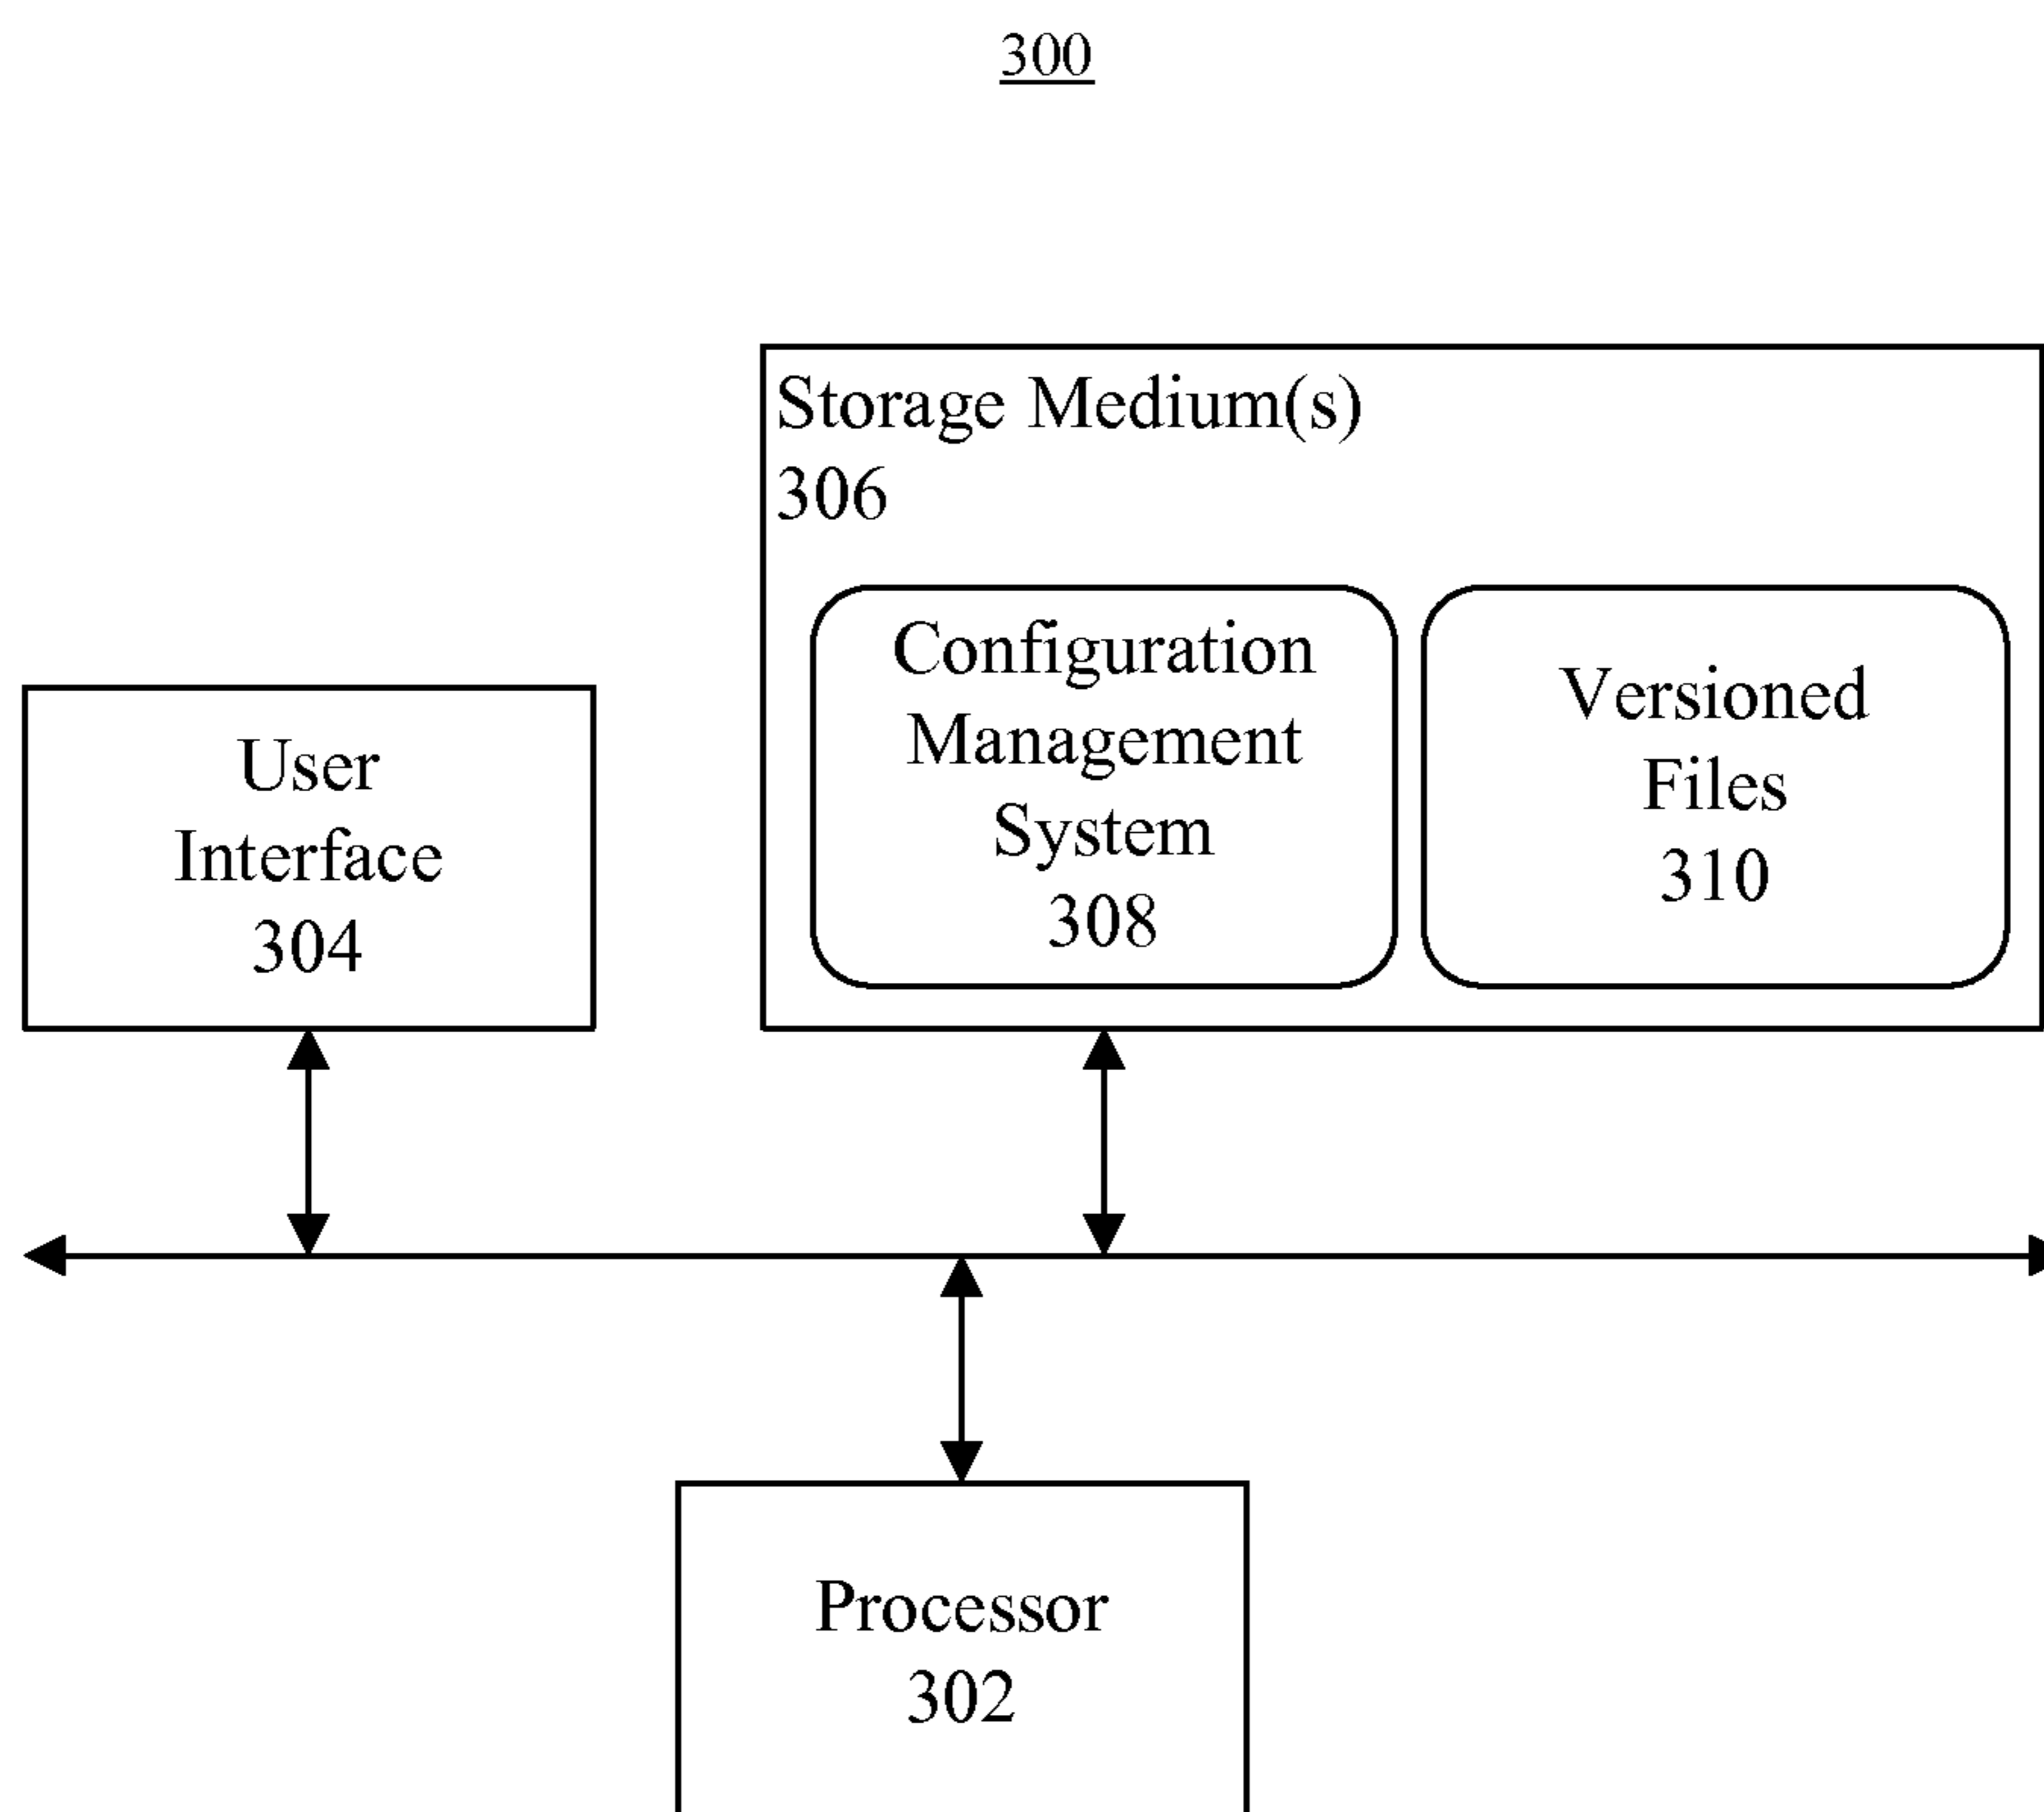 300
Storage Medium(s)
306
Configuration
Management
System
308
Versioned
Files
310
User
Interface
304
Processor
302